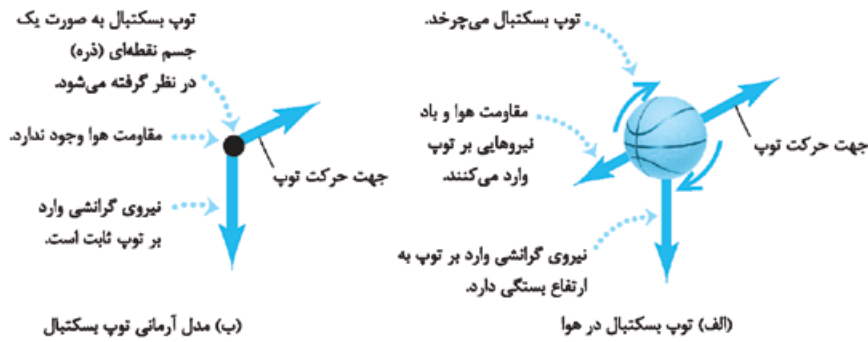 توپ بسکتبال می‌چرخد.
مقاومت هوا و باد
نیروهایی بر توپ
وارد می‌کنند.
جهت حرکت توپ
نیروی گرانشی وارد بر توپ به
ارتفاع بستگی دارد.
(الف) توپ بسکتبال در هوا
توپ بسکتبال به صورت یک
جسم نقطه‌ای (ذره)
در نظر گرفته می‌شود.
مقاومت هوا وجود ندارد.
جهت حرکت توپ
نیروی گرانشی وارد
بر توپ ثابت است.
(ب) مدل آرمانی توپ بسکتبال